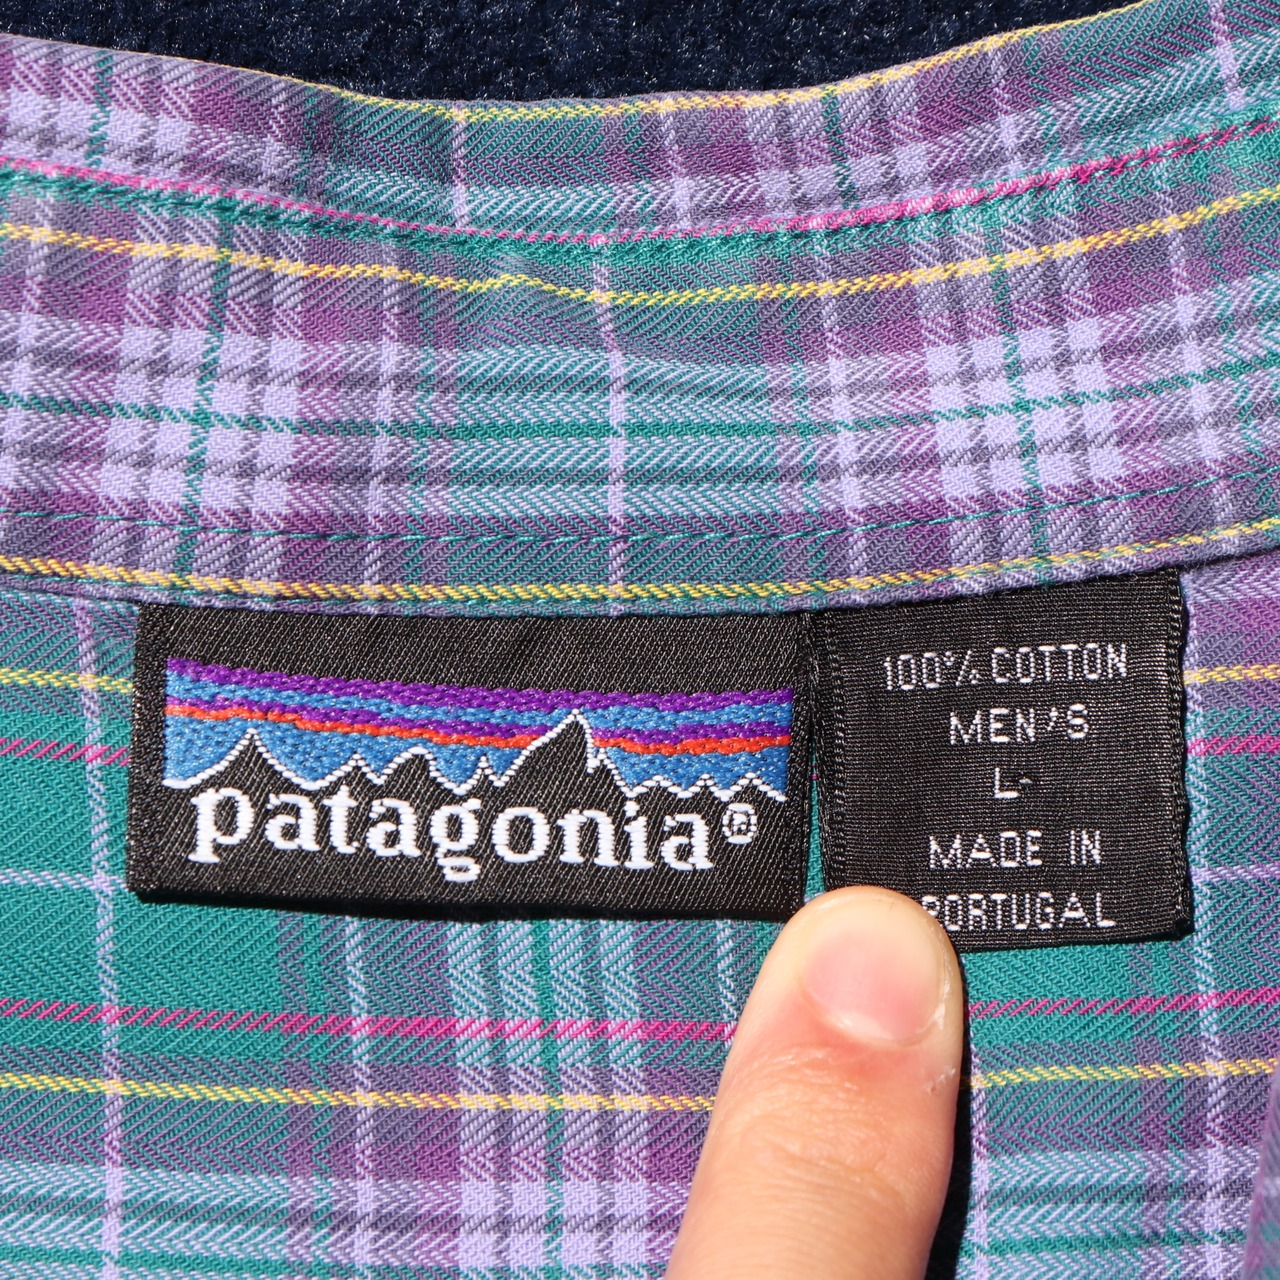 patagonia®
100% COTTON
MEN'S
L
MADE IN
PORTUGAL